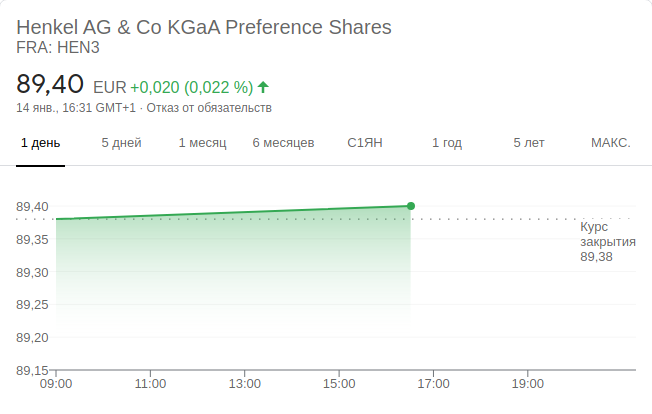 Henkel AG & Co KGaA Preference Shares
FRA: HEN3
89,40 EUR +0,020 (0,022 %)
14 янв., 16:31 GMT+1 · Отказ от обязательств
1 день 5 дней 1 месяц 6 месяцев С1ЯН 1 год 5 лет МАКС.
89,40
Курс
закрытия
89,38
89,35
89,30
89,25
89,20
89,15
09:00 11:00 13:00 15:00 17:00 19:00